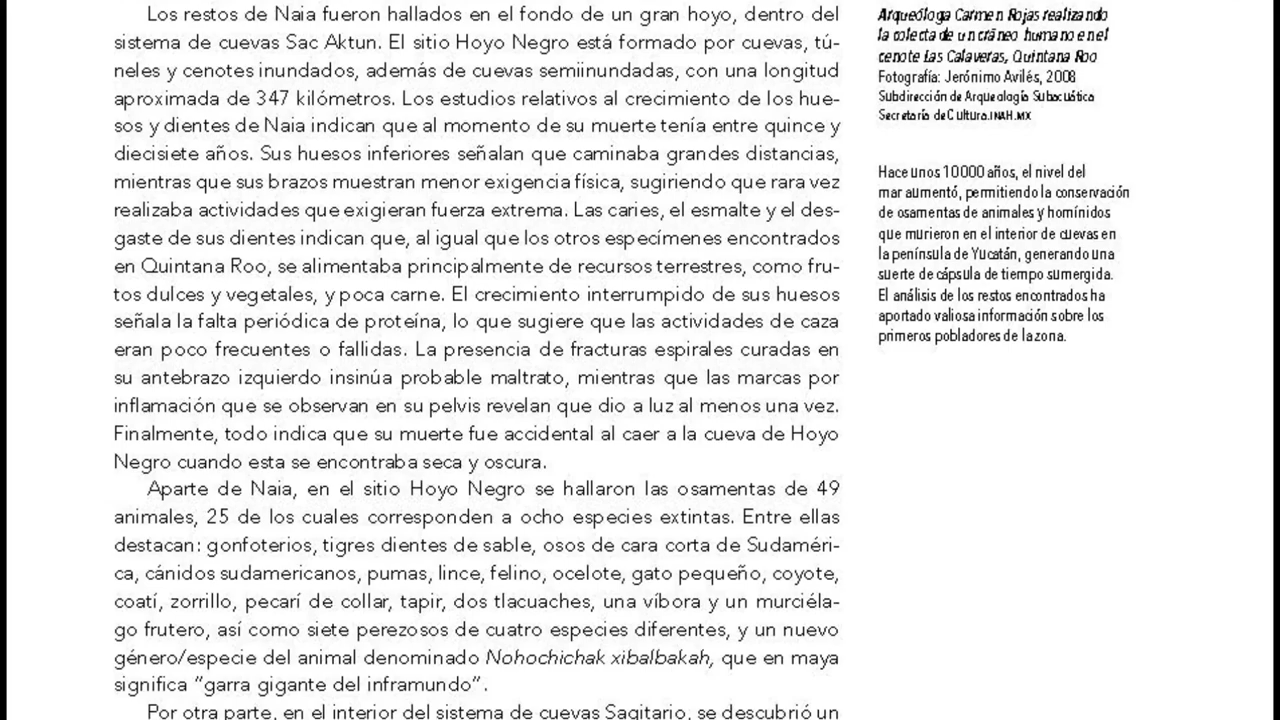 Los restos de Naia fueron hallados en el fondo de un gran hoyo, dentro del
sistema de cuevas Sac Aktun. El sitio Hoyo Negro está formado por cuevas, tú-
neles y cenotes inundados, además de cuevas semiinundadas, con una longitud
aproximada de 347 kilómetros. Los estudios relativos al crecimiento de los hue-
sos y dientes de Naia indican que al momento de su muerte tenía entre quince y
diecisiete años. Sus huesos inferiores señalan que caminaba grandes distancias,
mientras que sus brazos muestran menor exigencia física, sugiriendo que rara vez
realizaba actividades que exigieran fuerza extrema. Las caries, el esmalte y el des-
gaste de sus dientes indican que, al igual que los otros especímenes encontrados
en Quintana Roo, se alimentaba principalmente de recursos terrestres, como fru-
tos dulces y vegetales, y poca carne. El crecimiento interrumpido de sus huesos
señala la falta periódica de proteína, lo que sugiere que las actividades de caza
eran poco frecuentes o fallidas. La presencia de fracturas espirales curadas en
su antebrazo izquierdo insinúa probable maltrato, mientras que las marcas por
inflamación que se observan en su pelvis revelan que dio a luz al menos una vez.
Finalmente, todo indica que su muerte fue accidental al caer a la cueva de Hoyo
Negro cuando esta se encontraba seca y oscura.
Aparte de Naia, en el sitio Hoyo Negro se hallaron las osamentas de 49
animales, 25 de los cuales corresponden a ocho especies extintas. Entre ellas
destacan: gonfoterios, tigres dientes de sable, osos de cara corta de Sudaméri-
ca, cánidos sudamericanos, pumas, lince, felino, ocelote, gato pequeño, coyote,
coatí, zorrillo, pecarí de collar, tapir, dos tlacuaches, una víbora y un murciéla-
go frutero, así como siete perezosos de cuatro especies diferentes, y un nuevo
género/especie del animal denominado Nohochichak xibalbakah, que en maya
significa “garra gigante del inframundo”.
Por otra parte, en el interior del sistema de cuevas Sagitario, se descubrió un
Arqueóloga Carmen Rojas realizando
la colecta de un cráneo humano en el
cenote Las Calaveras, Quintana Roo
Fotografía: Jerónimo Avilés, 2008
Subdirección de Arqueología Subacuática
Secretaría de Cultura.INAH.MX
Hace unos 10000 años, el nivel del
mar aumentó, permitiendo la conservación
de osamentas de animales y homínidos
que murieron en el interior de cuevas en
la península de Yucatán, generando una
suerte de cápsula de tiempo sumergida.
El análisis de los restos encontrados ha
aportado valiosa información sobre los
primeros pobladores de la zona.